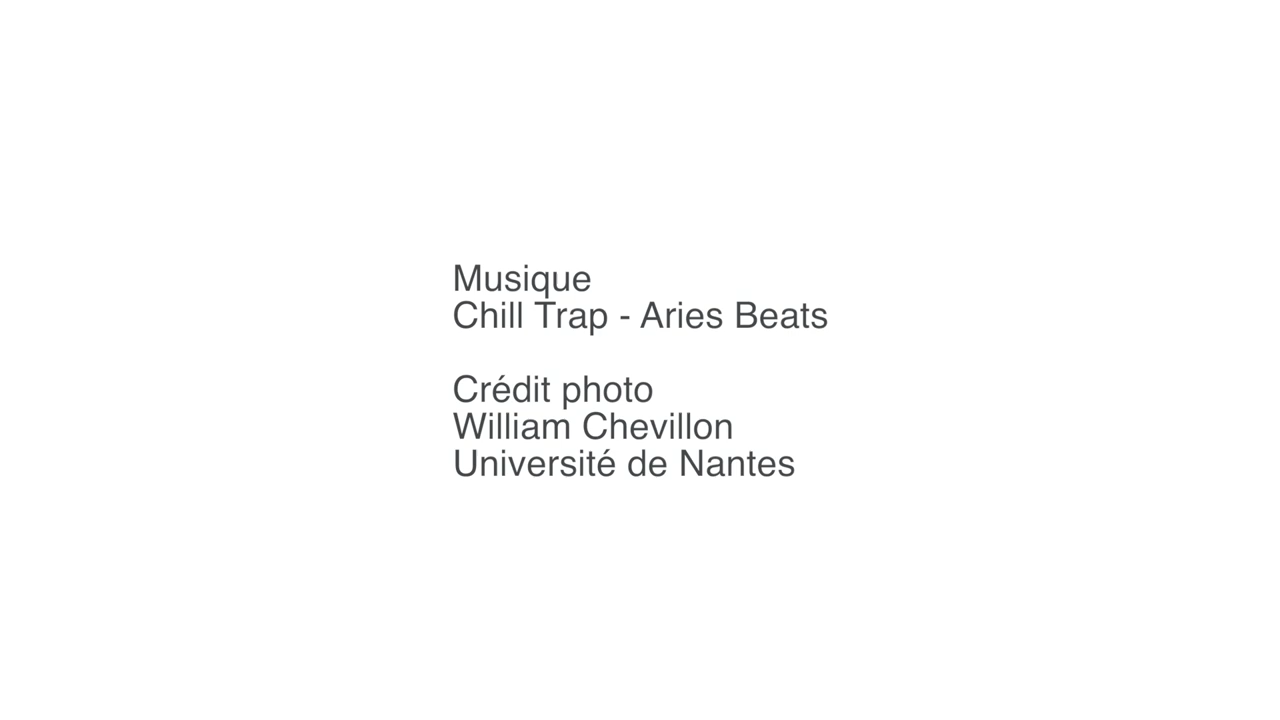 Musique
Chill Trap - Aries Beats
Crédit photo
William Chevillon
Université de Nantes